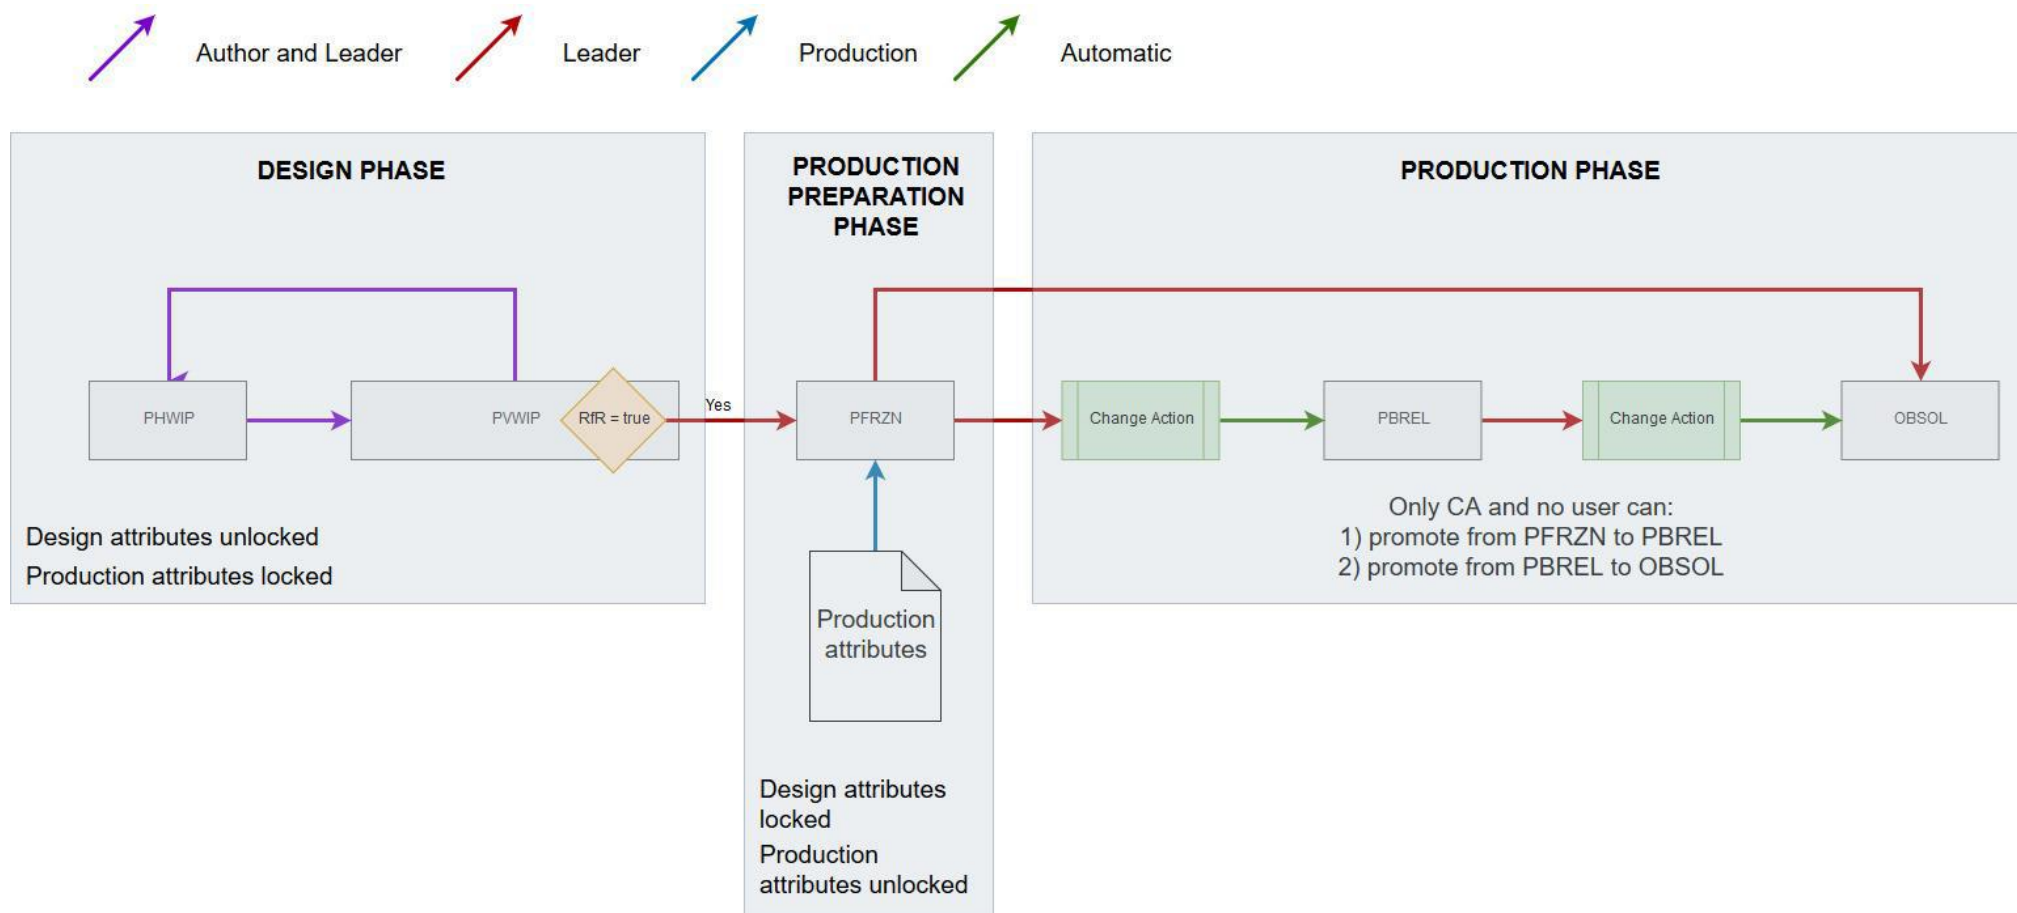 Author and Leader
Leader
Production
Automatic
DESIGN PHASE
PHWIP
PVWIP
RfR = true
Yes
Design attributes unlocked
Production attributes locked
PRODUCTION
PREPARATION
PHASE
PFRZN
Production
attributes
Design attributes
locked
Production
attributes unlocked
PRODUCTION PHASE
Change Action
PBREL
Change Action
OBSOL
Only CA and no user can:
1) promote from PFRZN to PBREL
2) promote from PBREL to OBSOL